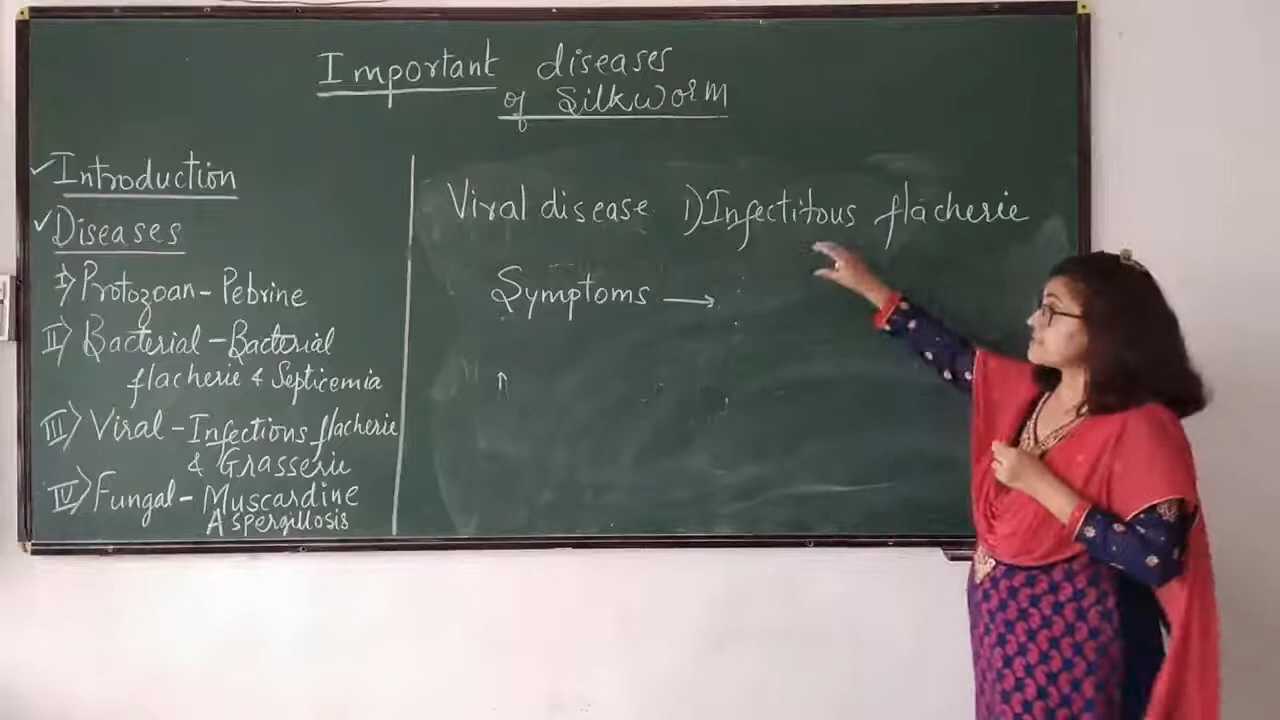 Important diseases
of Silkworm
✓Introduction
✓Diseases
I) Protozoan - Pebrine
II) Bacterial - Bacterial
flacherie & Septicemia
III) Viral - Infections flacherie
& Grasserie
IV) Fungal - Muscardine
Aspergillosis
Viral disease 1) Infectitous flacherie
Symptoms →
↑